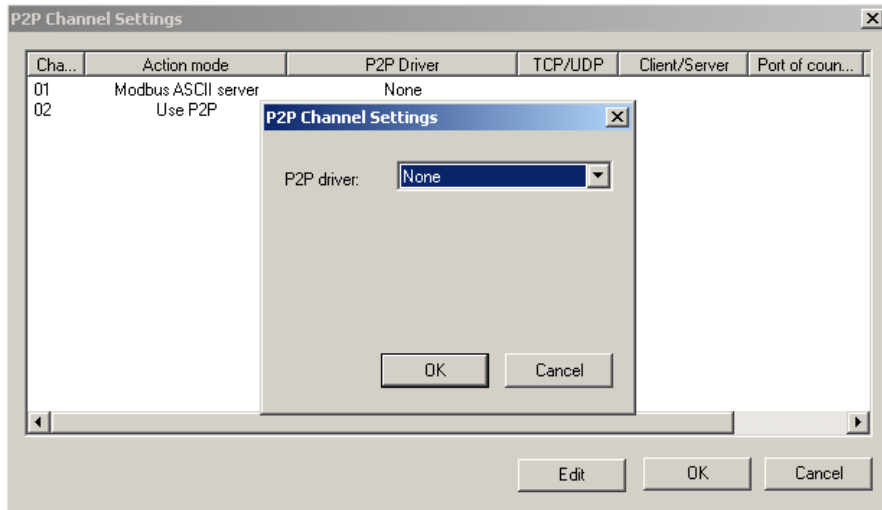 P2P Channel Settings
Cha... Action mode P2P Driver TCP/UDP Client/Server Port of coun...
01 Modbus ASCII server None
02 Use P2P
P2P Channel Settings
P2P driver: None
OK Cancel
Edit OK Cancel